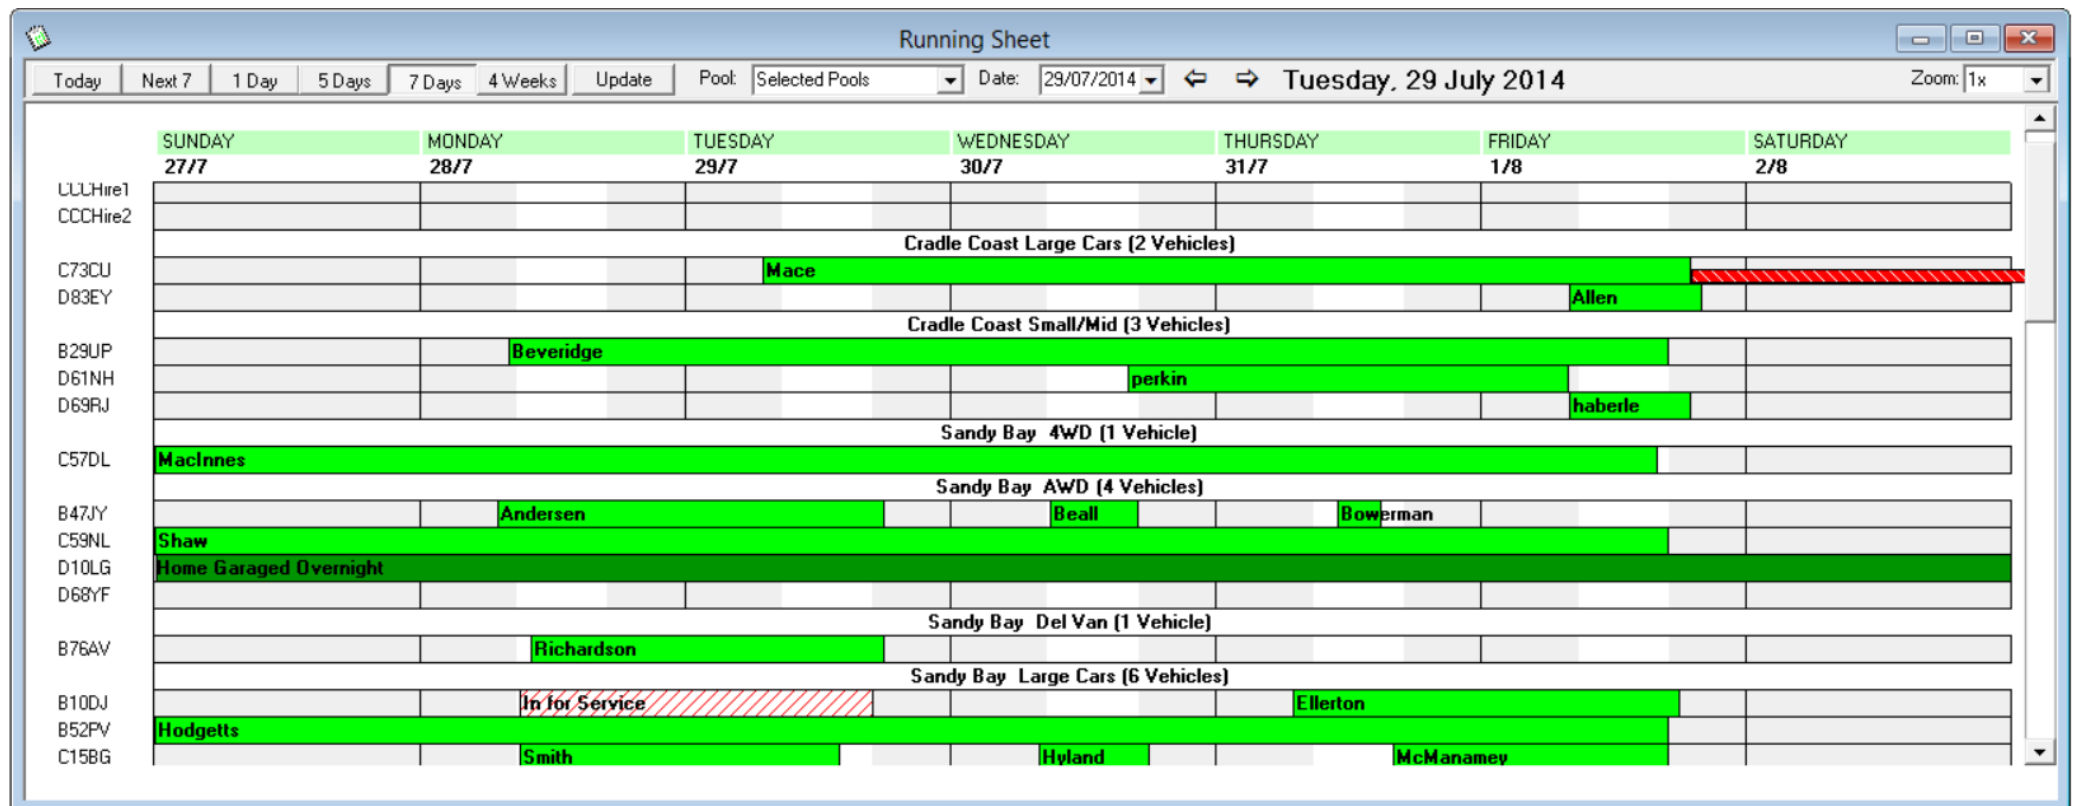 Running Sheet
Today Next 7 1 Day 5 Days 7 Days 4 Weeks Update Pool: Selected Pools Date: 29/07/2014 Tuesday, 29 July 2014 Zoom: 1x
SUNDAY MONDAY TUESDAY WEDNESDAY THURSDAY FRIDAY SATURDAY
27/7 28/7 29/7 30/7 31/7 1/8 2/8
CCCHire1
CCCHire2
Cradle Coast Large Cars (2 Vehicles)
C73CU Mace
D83EY Allen
Cradle Coast Small/Mid (3 Vehicles)
B29UP Beveridge
D61NH perkin
D69RJ haberle
Sandy Bay 4WD (1 Vehicle)
C57DL MacInnes
Sandy Bay AWD (4 Vehicles)
B47JY Andersen Beall Bowerman
C59NL Shaw
D10LG Home Garaged Overnight
D68YF
Sandy Bay Del Van (1 Vehicle)
B76AV Richardson
Sandy Bay Large Cars (6 Vehicles)
B10DJ In for Service Ellerton
B52PV Hodgetts
C15BG Smith Hyland McManamey